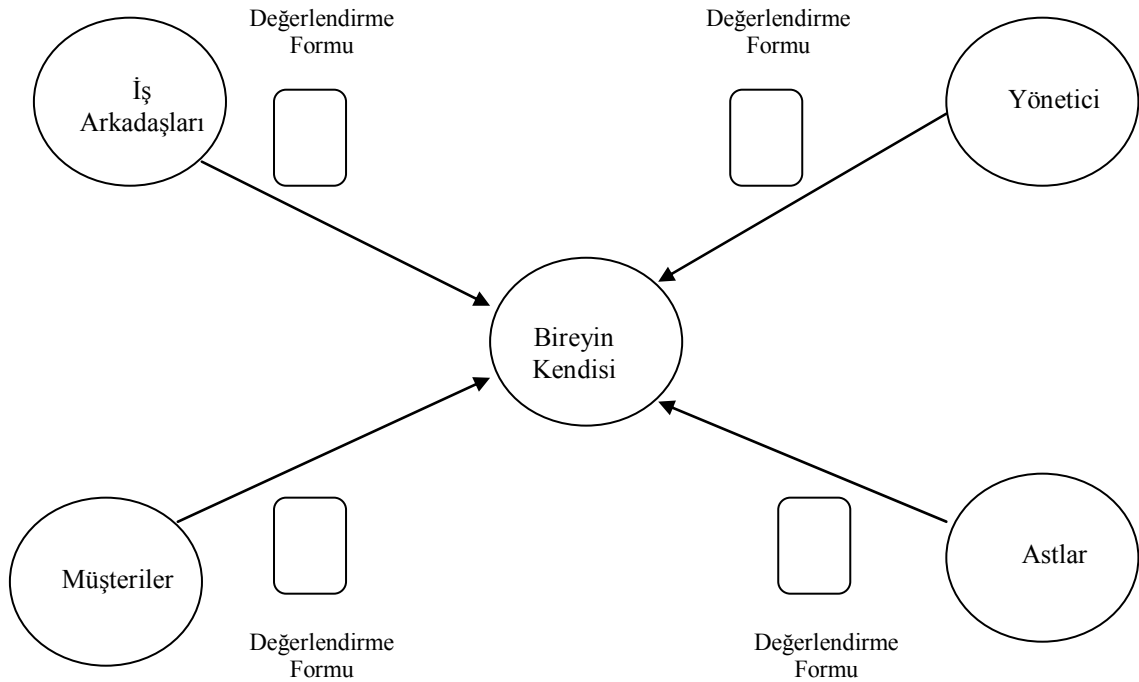 Değerlendirme
Formu
Değerlendirme
Formu
İş
Arkadaşları
Yönetici
Bireyin
Kendisi
Müşteriler
Astlar
Değerlendirme
Formu
Değerlendirme
Formu